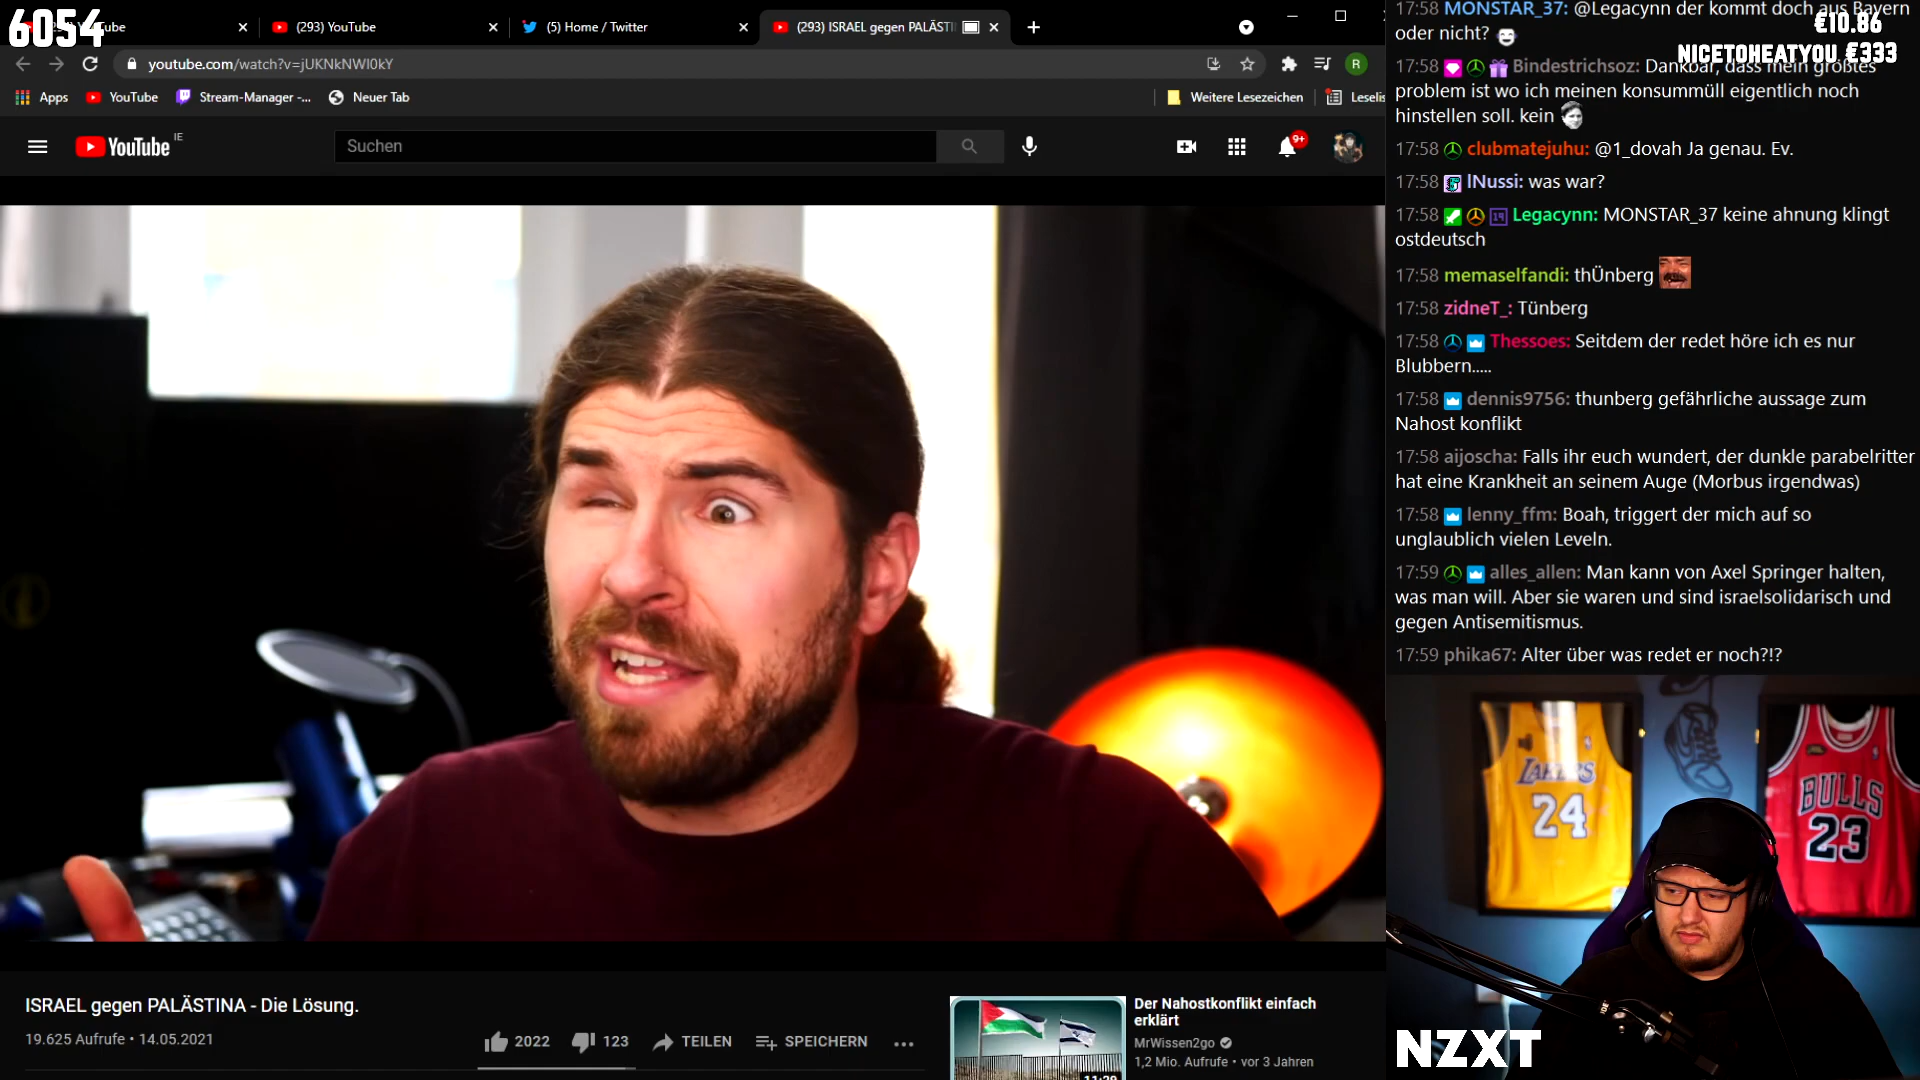 6054
be
(293) YouTube
(5) Home / Twitter
(293) ISRAEL gegen PALÄSTI
youtube.com/watch?v=jUKNkNWl0kY
R
Apps
YouTube
Stream-Manager -...
Neuer Tab
Weitere Lesezeichen
Leselis
YouTube IE
Suchen
9+
ISRAEL gegen PALÄSTINA - Die Lösung.
19.625 Aufrufe • 14.05.2021
2022
123
TEILEN
SPEICHERN
Der Nahostkonflikt einfach
erklärt
MrWissen2go
1,2 Mio. Aufrufe • vor 3 Jahren
€10.86
NICETOHEATYOU €333
17:58 MONSTAR_37: @Legacynn der kommt doch aus Bayern
oder nicht?
17:58 Bindestrichsoz: Dankbar, dass mein größtes
problem ist wo ich meinen konsummüll eigentlich noch
hinstellen soll. kein
17:58 clubmatejuhu: @1_dovah Ja genau. Ev.
17:58 lNussi: was war?
17:58 19 Legacynn: MONSTAR_37 keine ahnung klingt
ostdeutsch
17:58 memaselfandi: thÜnberg
17:58 zidneT_: Tünberg
17:58 Thessoes: Seitdem der redet höre ich es nur
Blubbern.....
17:58 dennis9756: thunberg gefährliche aussage zum
Nahost konflikt
17:58 aijoscha: Falls ihr euch wundert, der dunkle parabelritter
hat eine Krankheit an seinem Auge (Morbus irgendwas)
17:58 lenny_ffm: Boah, triggert der mich auf so
unglaublich vielen Leveln.
17:59 alles_allen: Man kann von Axel Springer halten,
was man will. Aber sie waren und sind israelsolidarisch und
gegen Antisemitismus.
17:59 phika67: Alter über was redet er noch?!?
LAKERS
24
BULLS
23
NZXT